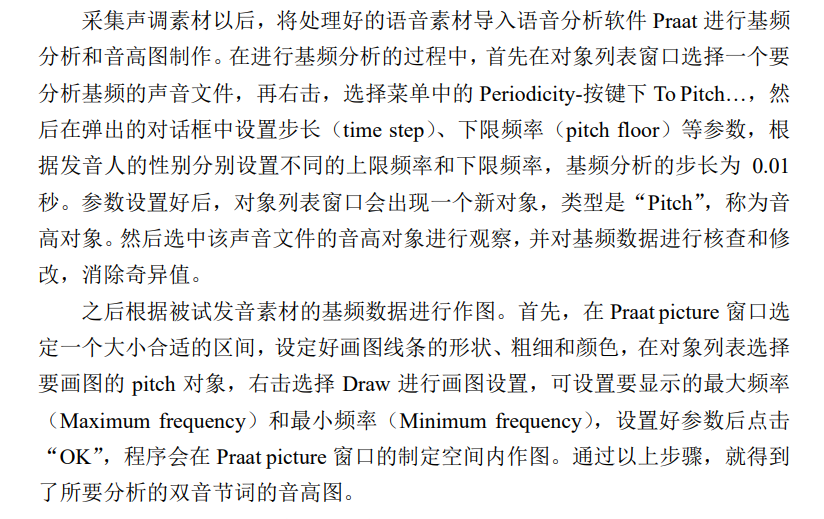 采集声调素材以后，将处理好的语音素材导入语音分析软件 Praat 进行基频
分析和音高图制作。在进行基频分析的过程中，首先在对象列表窗口选择一个要
分析基频的声音文件，再右击，选择菜单中的 Periodicity-按键下 To Pitch…，然
后在弹出的对话框中设置步长（time step）、下限频率（pitch floor）等参数，根
据发音人的性别分别设置不同的上限频率和下限频率，基频分析的步长为 0.01
秒。参数设置好后，对象列表窗口会出现一个新对象，类型是“Pitch”，称为音
高对象。然后选中该声音文件的音高对象进行观察，并对基频数据进行核查和修
改，消除奇异值。
之后根据被试发音素材的基频数据进行作图。首先，在 Praat picture 窗口选
定一个大小合适的区间，设定好画图线条的形状、粗细和颜色，在对象列表选择
要画图的 pitch 对象，右击选择 Draw 进行画图设置，可设置要显示的最大频率
（Maximum frequency）和最小频率（Minimum frequency），设置好参数后点击
“OK”，程序会在 Praat picture 窗口的制定空间内作图。通过以上步骤，就得到
了所要分析的双音节词的音高图。